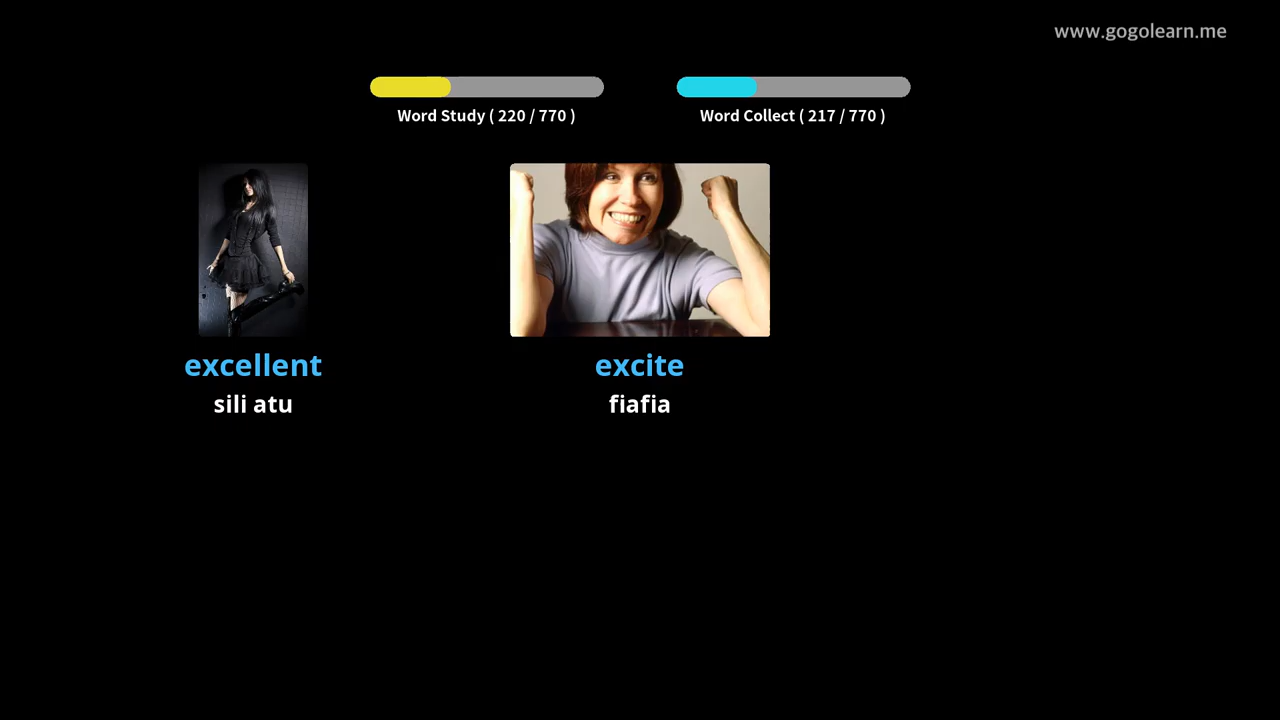 www.gogolearn.me
Word Study ( 220 / 770 )
Word Collect ( 217 / 770 )
excellent
sili atu
excite
fiafia